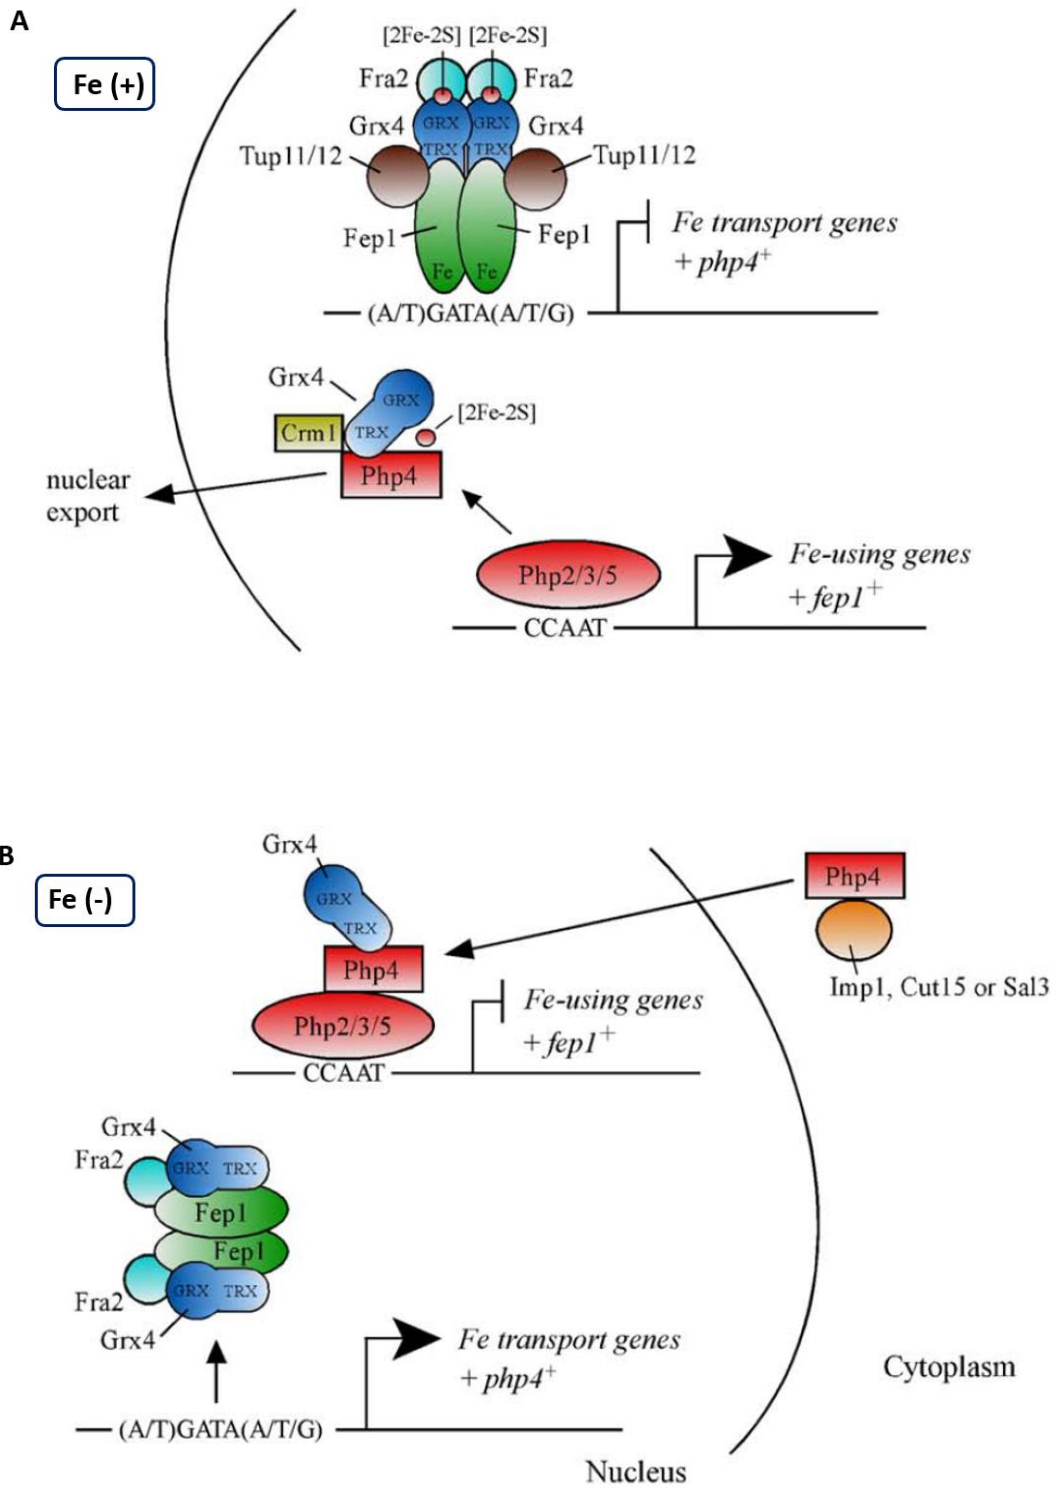 A
Fe (+)
[2Fe-2S] [2Fe-2S]
Fra2 Fra2
GRX GRX
Grx4 Grx4
TRX TRX
Tup11/12 Tup11/12
Fep1 Fep1
Fe Fe
Fe transport genes
+ php4+
(A/T)GATA(A/T/G)
Grx4
GRX
[2Fe-2S]
Crm1
TRX
Php4
nuclear
export
Php2/3/5
Fe-using genes
+ fep1+
CCAAT
B
Fe (-)
Grx4
GRX
TRX
Php4
Php4
Imp1, Cut15 or Sal3
Php2/3/5
Fe-using genes
+ fep1+
CCAAT
Grx4
Fra2
GRX TRX
Fep1
Fep1
GRX TRX
Fra2
Grx4
Fe transport genes
+ php4+
(A/T)GATA(A/T/G)
Cytoplasm
Nucleus